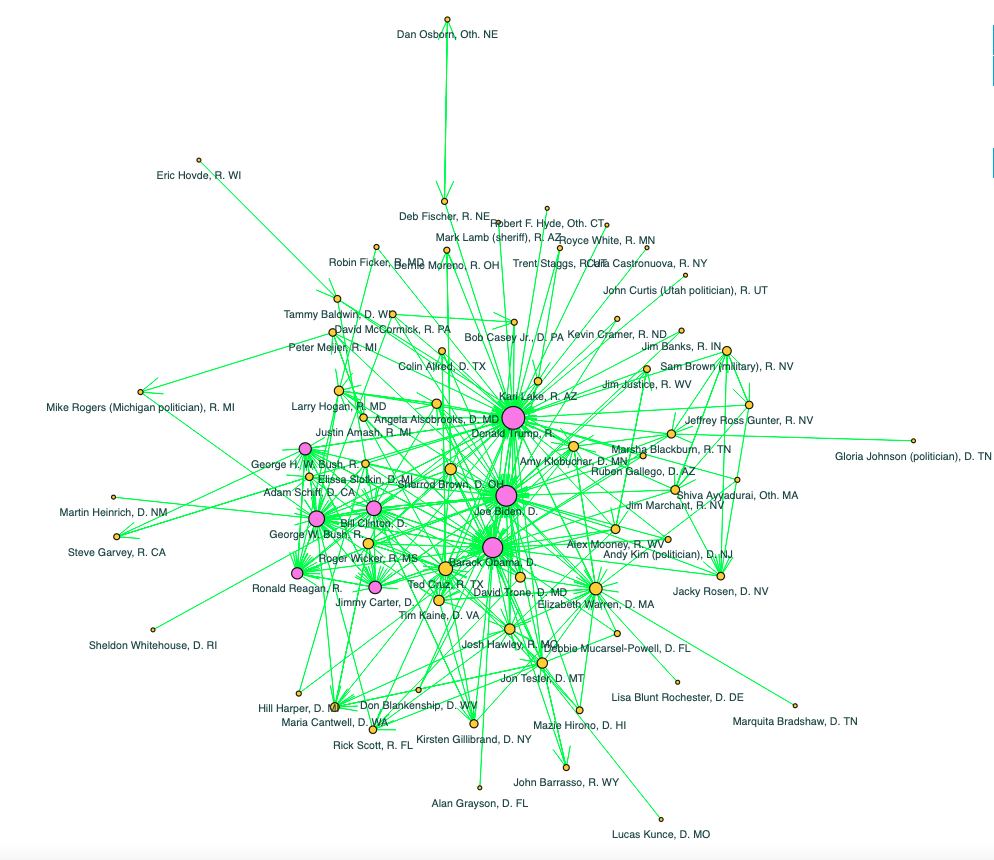 Dan Osborn, Oth. NE
Eric Hovde, R. WI
Deb Fischer, R. NE
Robert F. Hyde, Oth. CT
Mark Lamb (sheriff), R. AZ
Royce White, R. MN
Robin Ficker, R. MD
Bernie Moreno, R. OH
Trent Staggs, R. UT
Cara Castronuova, R. NY
John Curtis (Utah politician), R. UT
Tammy Baldwin, D. WI
David McCormick, R. PA
Bob Casey Jr., D. PA
Kevin Cramer, R. ND
Peter Meijer, R. MI
Jim Banks, R. IN
Colin Allred, D. TX
Sam Brown (military), R. NV
Jim Justice, R. WV
Kari Lake, R. AZ
Mike Rogers (Michigan politician), R. MI
Larry Hogan, R. MD
Angela Alsobrooks, D. MD
Jeffrey Ross Gunter, R. NV
Justin Amash, R. MI
Donald Trump, R.
Marsha Blackburn, R. TN
Gloria Johnson (politician), D. TN
George H. W. Bush, R.
Amy Klobuchar, D. MN
Ruben Gallego, D. AZ
Elissa Slotkin, D. MI
Sherrod Brown, D. OH
Adam Schiff, D. CA
Shiva Ayyadurai, Oth. MA
Jim Marchant, R. NV
Martin Heinrich, D. NM
Joe Biden, D.
Bill Clinton, D.
George W. Bush, R.
Alex Mooney, R. WV
Steve Garvey, R. CA
Andy Kim (politician), D. NJ
Roger Wicker, R. MS
Barack Obama, D.
Ted Cruz, R. TX
Ronald Reagan, R.
David Trone, D. MD
Jacky Rosen, D. NV
Jimmy Carter, D.
Elizabeth Warren, D. MA
Tim Kaine, D. VA
Sheldon Whitehouse, D. RI
Josh Hawley, R. MO
Debbie Mucarsel-Powell, D. FL
Jon Tester, D. MT
Lisa Blunt Rochester, D. DE
Hill Harper, D. MI
Don Blankenship, D. WV
Maria Cantwell, D. WA
Marquita Bradshaw, D. TN
Mazie Hirono, D. HI
Kirsten Gillibrand, D. NY
Rick Scott, R. FL
John Barrasso, R. WY
Alan Grayson, D. FL
Lucas Kunce, D. MO